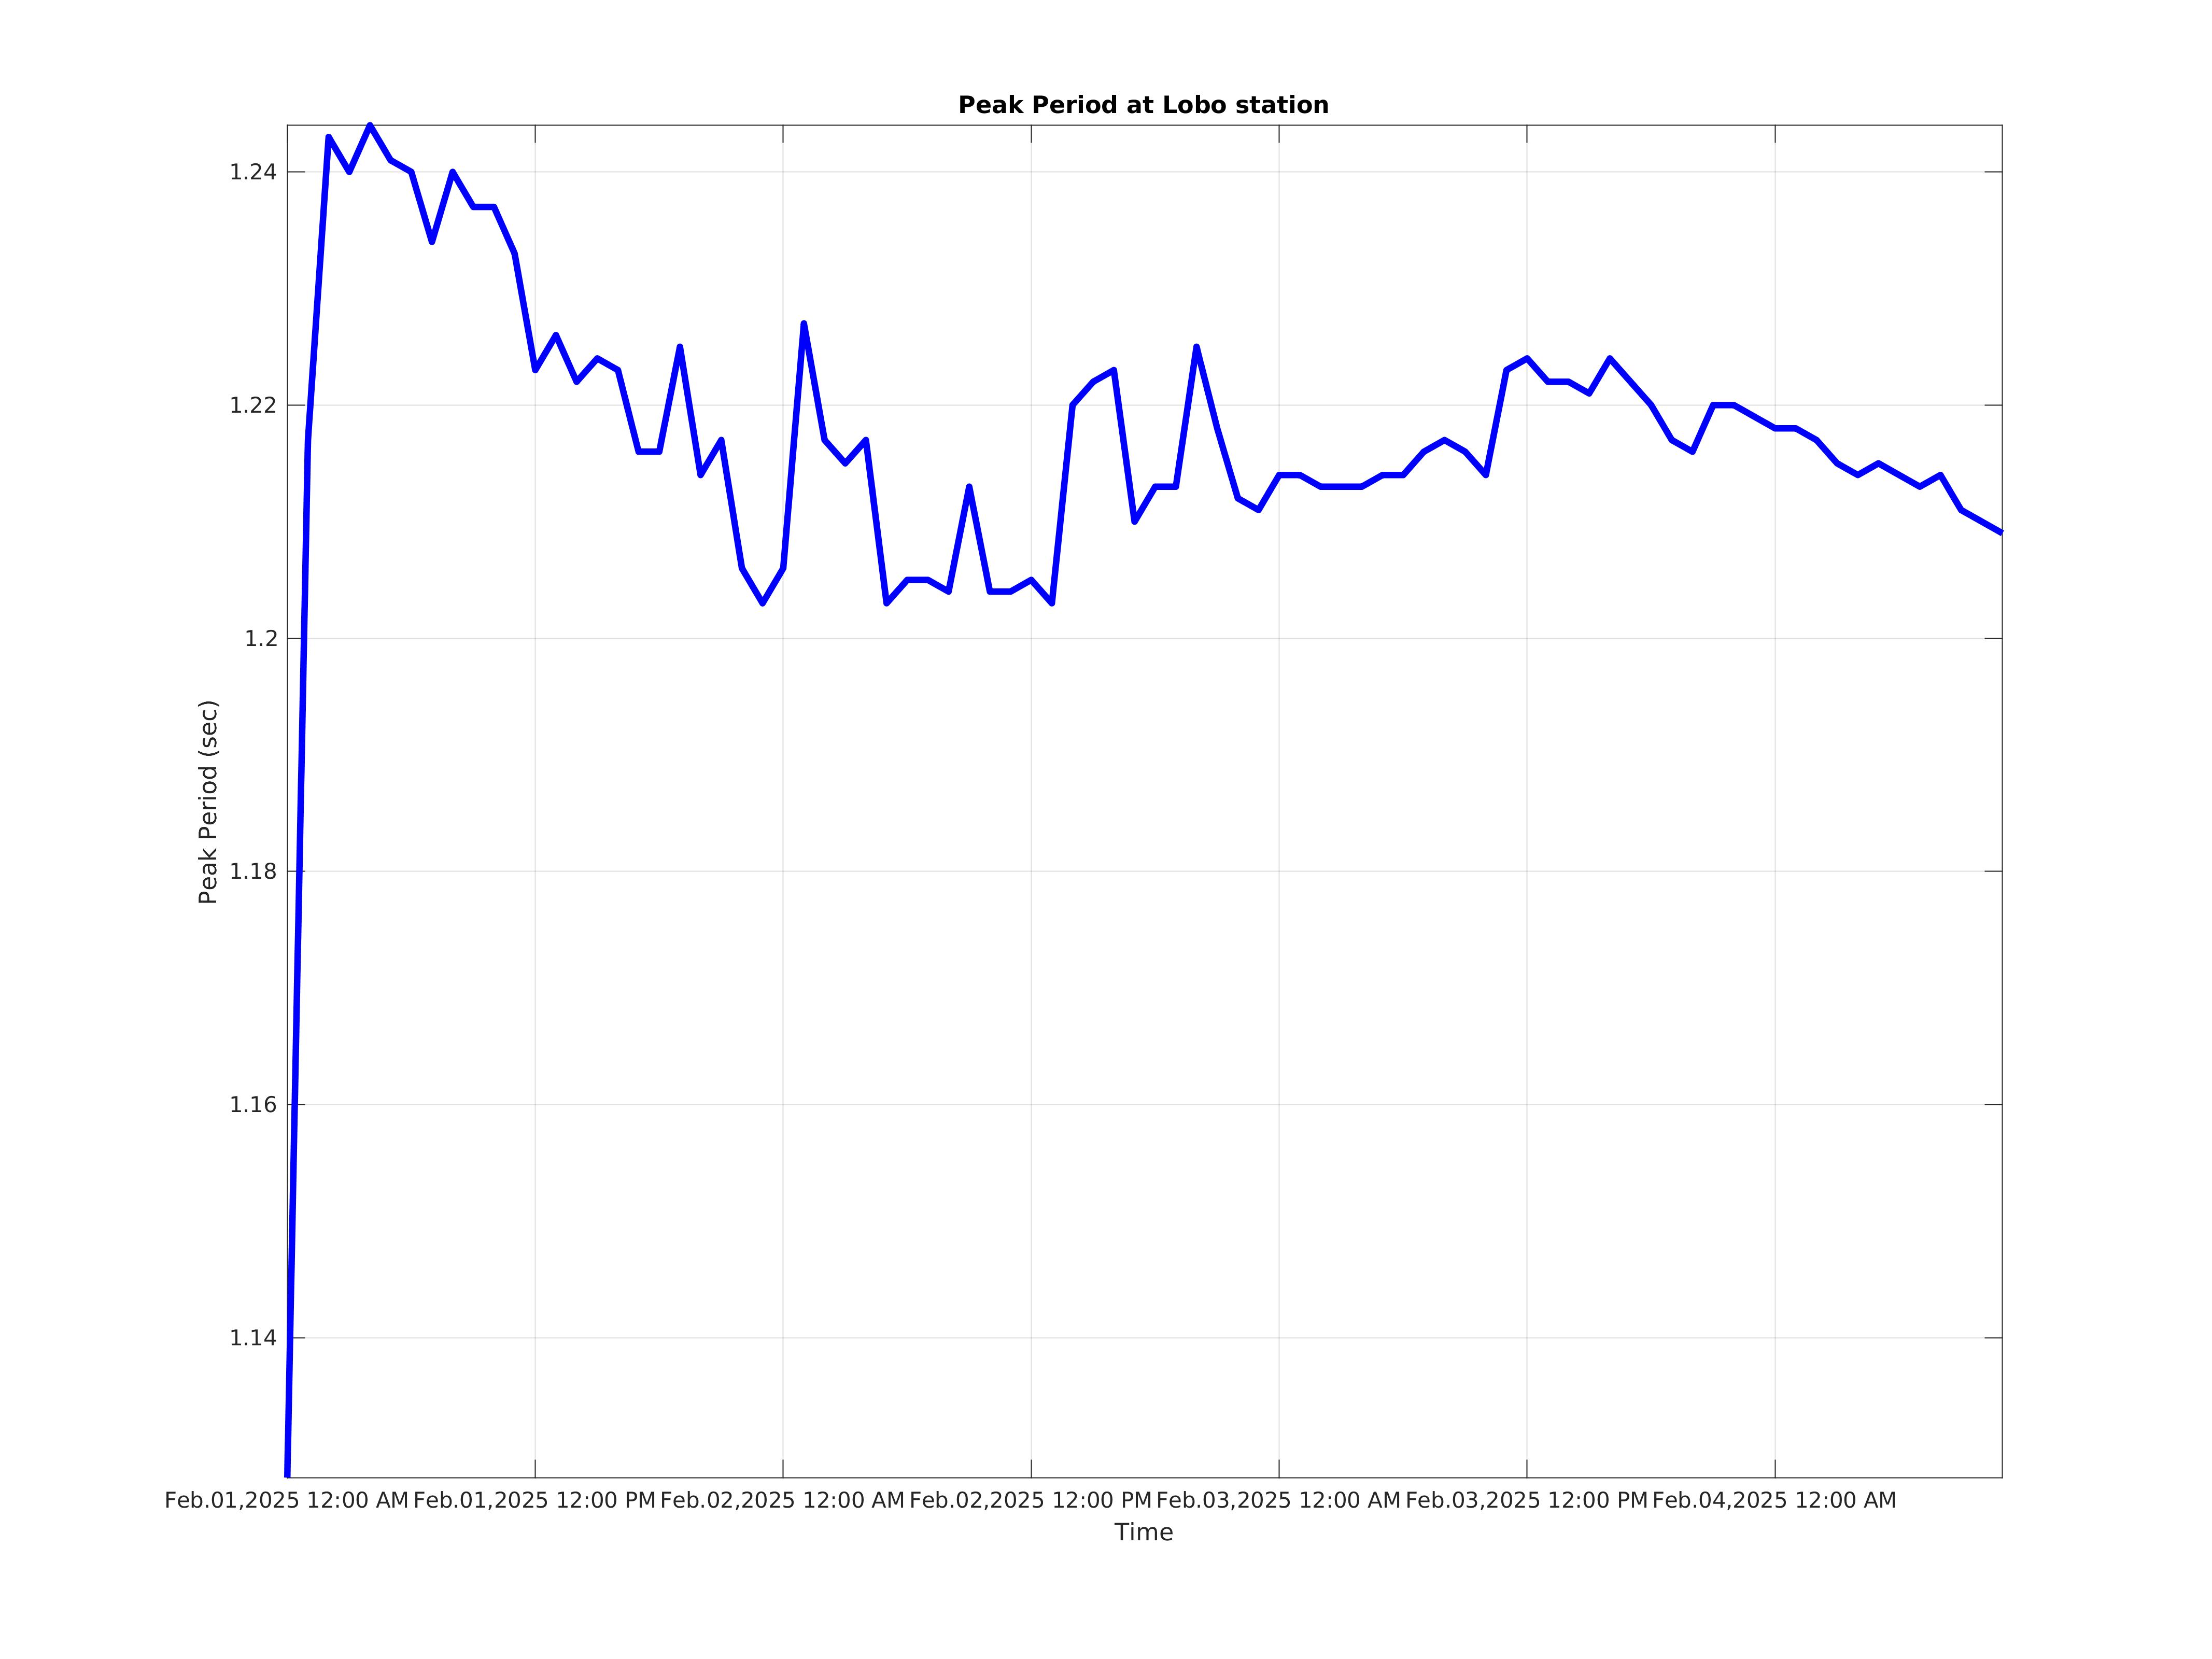 Peak Period at Lobo station
Peak Period (sec)
1.24
1.22
1.2
1.18
1.16
1.14
Feb.01,2025 12:00 AM Feb.01,2025 12:00 PM Feb.02,2025 12:00 AM Feb.02,2025 12:00 PM Feb.03,2025 12:00 AM Feb.03,2025 12:00 PM Feb.04,2025 12:00 AM
Time